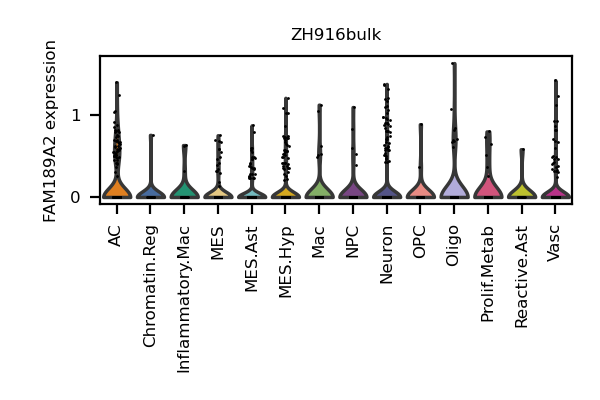 ZH916bulk
FAM189A2 expression
1
0
AC
Chromatin.Reg
Inflammatory.Mac
MES
MES.Ast
MES.Hyp
Mac
NPC
Neuron
OPC
Oligo
Prolif.Metab
Reactive.Ast
Vasc